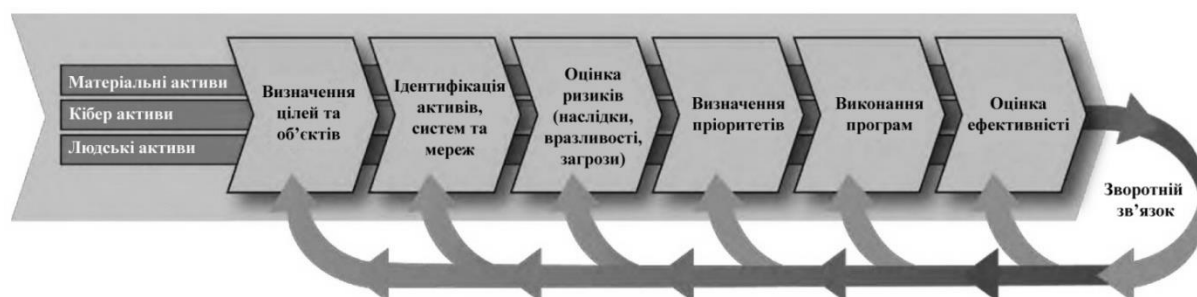 Матеріальні активи
Кібер активи
Людські активи
Визначення
цілей та
об’єктів
Ідентифікація
активів,
систем та
мереж
Оцінка
ризиків
(наслідки,
вразливості,
загрози)
Визначення
пріоритетів
Виконання
програм
Оцінка
ефективності
Зворотній
зв’язок